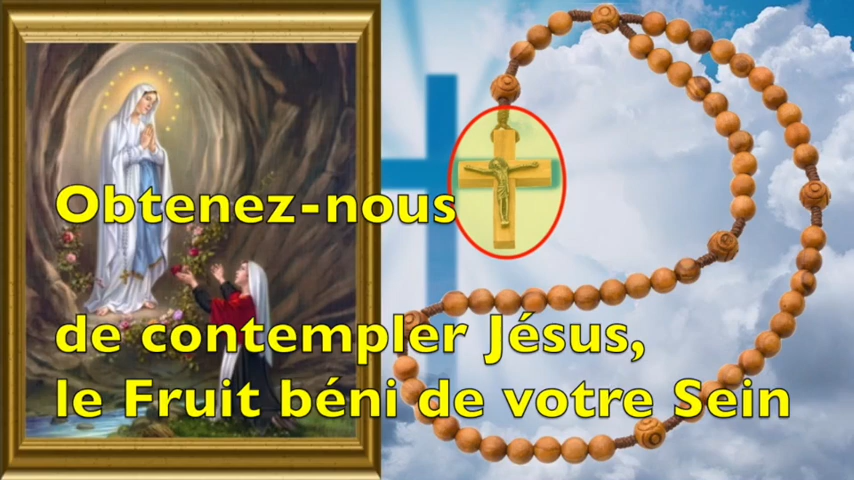 Obtenez-nous
de contempler Jésus,
le Fruit béni de votre Sein